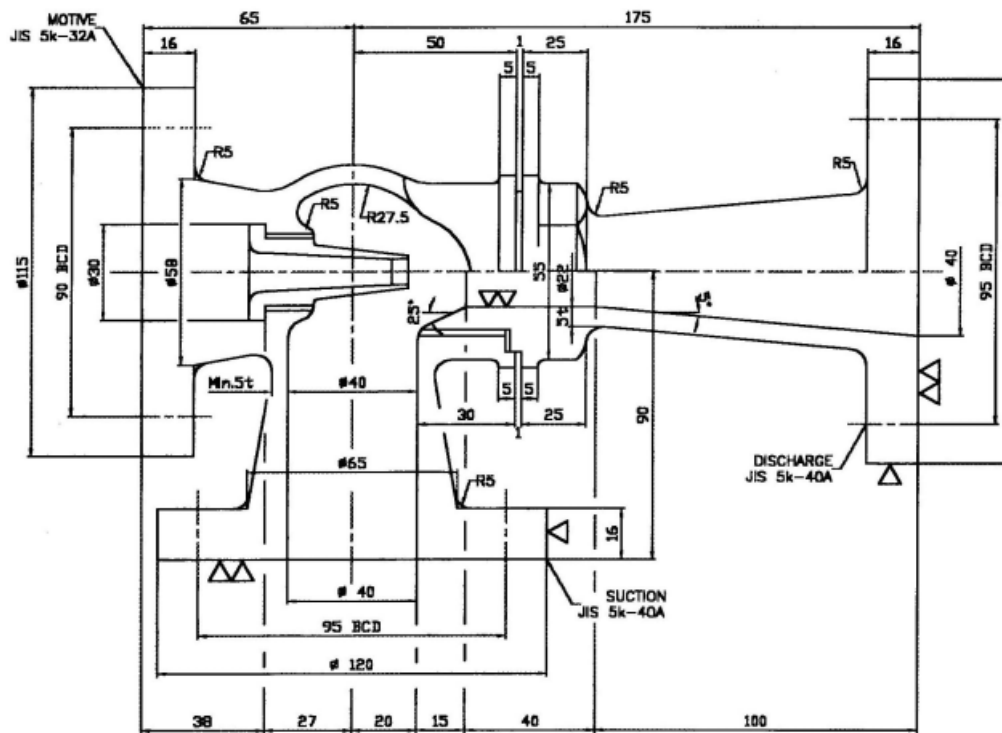 MOTIVE
JIS 5k-32A
65
175
16
50
1
25
16
5
5
R5
R5
R5
R5
R27.5
ø115
90 BCD
ø30
ø58
55
ø22
5t
25°
5°
ø 40
95 BCD
Min.5t
ø40
5
5
30
1
25
90
ø65
R5
DISCHARGE
JIS 5k-40A
16
ø 40
SUCTION
JIS 5k-40A
95 BCD
ø 120
38
27
20
15
40
100